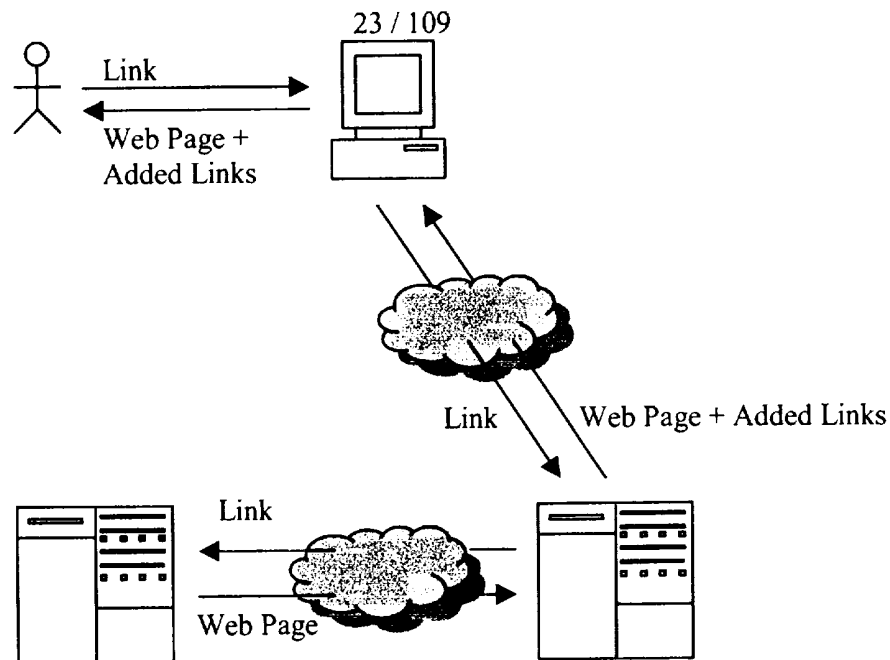 23 / 109
Link
Web Page +
Added Links
Link
Web Page + Added Links
Link
Web Page